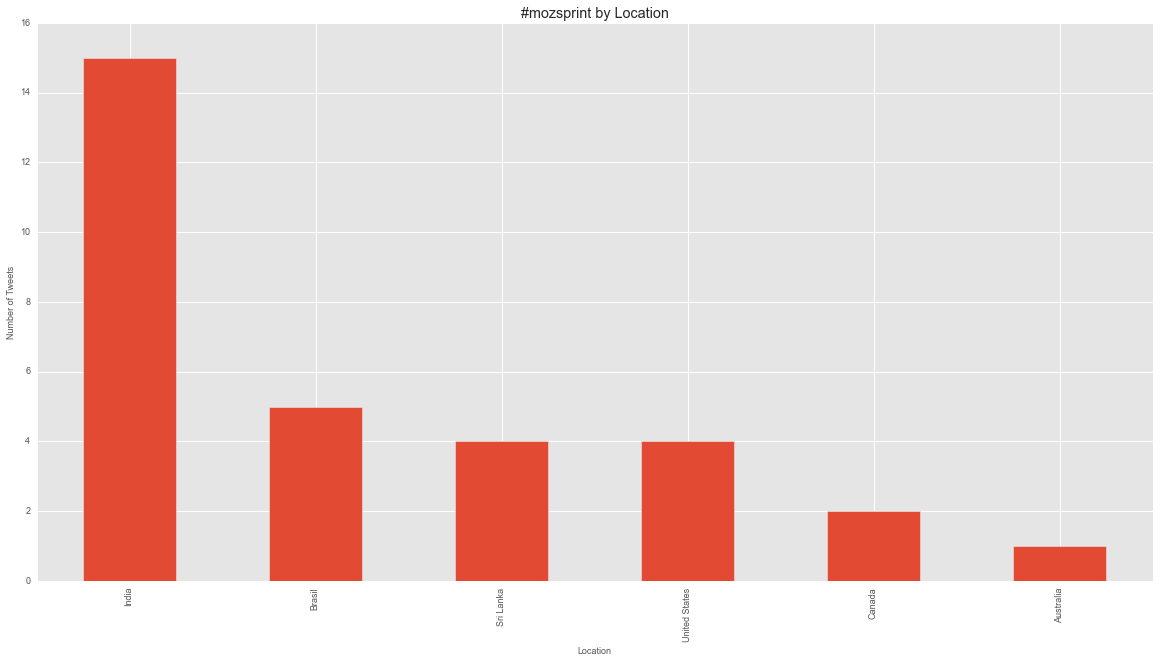 #mozsprint by Location
16
14
12
10
8
6
4
2
0
Number of Tweets
India
Brasil
Sri Lanka
United States
Canada
Australia
Location